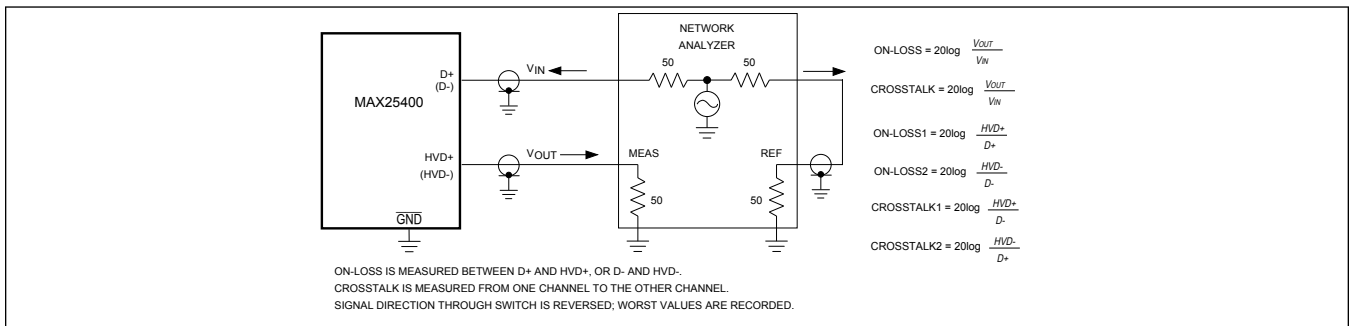 NETWORK
ANALYZER
50
50
D+
(D-)
VIN
MAX25400
HVD+
(HVD-)
VOUT
MEAS
REF
50
50
GND
ON-LOSS = 20log VOUT
VIN
CROSSTALK = 20log VOUT
VIN
ON-LOSS1 = 20log HVD+
D+
ON-LOSS2 = 20log HVD-
D-
CROSSTALK1 = 20log HVD+
D-
CROSSTALK2 = 20log HVD-
D+
ON-LOSS IS MEASURED BETWEEN D+ AND HVD+, OR D- AND HVD-.
CROSSTALK IS MEASURED FROM ONE CHANNEL TO THE OTHER CHANNEL.
SIGNAL DIRECTION THROUGH SWITCH IS REVERSED; WORST VALUES ARE RECORDED.